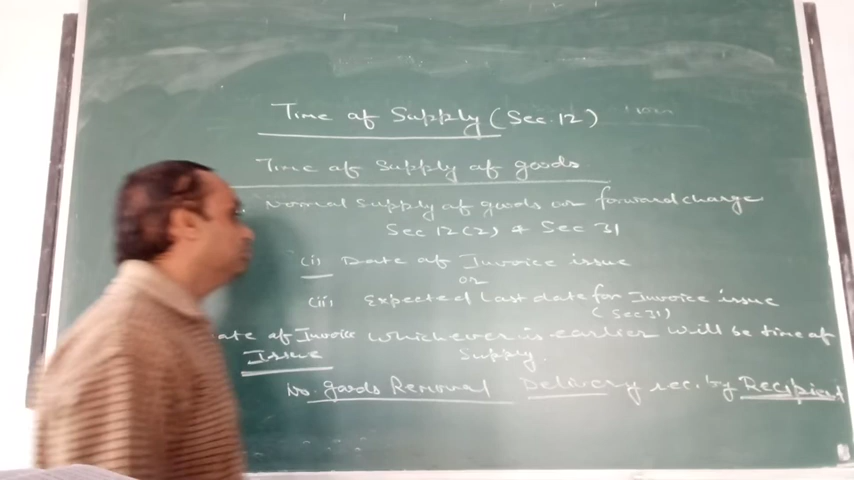 Time of Supply (Sec. 12)
Time of Supply of goods
Normal Supply of goods or forward charge
Sec 12(2) & Sec 31
(i) Date of Invoice issue
or
(ii) Expected last date for Invoice issue
(Sec 31)
ate of Invoice whichever is earlier will be time of
Issue Supply.
goods Removal Delivery rec. by Recipient